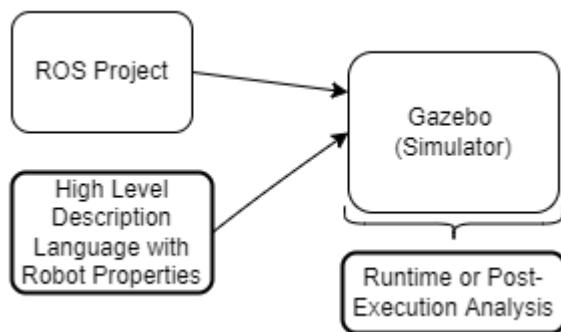 ROS Project
Gazebo
(Simulator)
High Level
Description
Language with
Robot Properties
Runtime or Post-
Execution Analysis